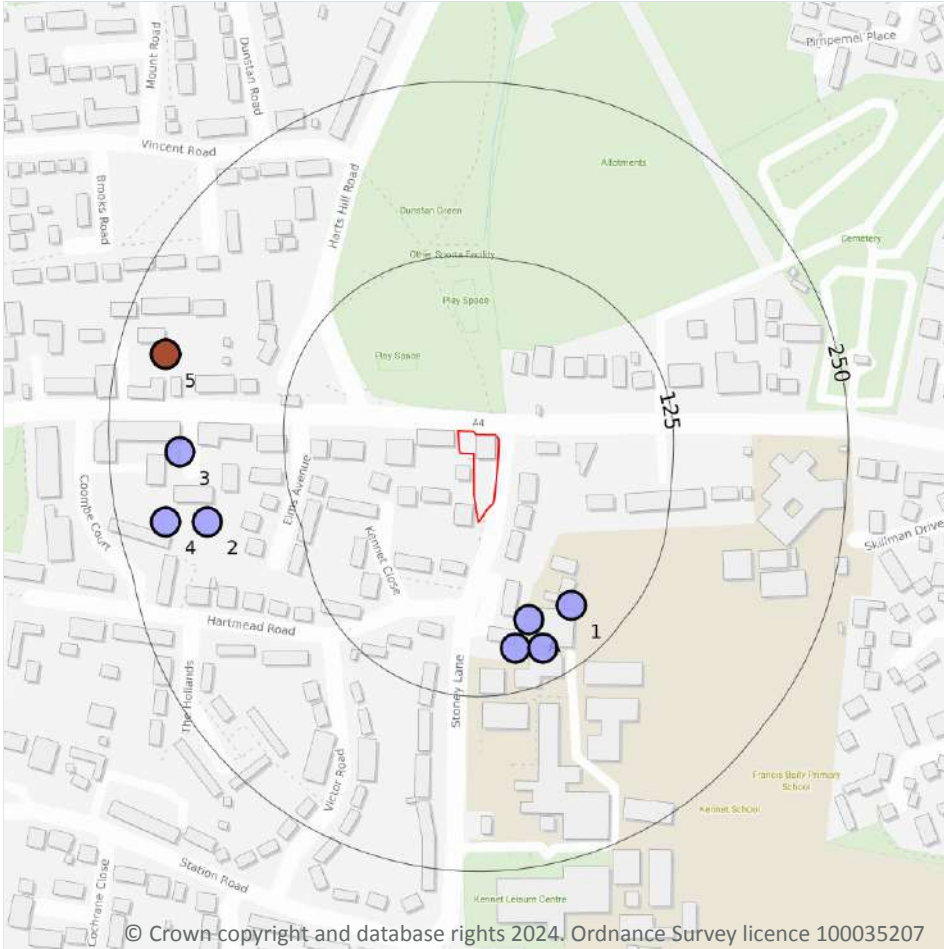 Mount Road
Dunstan Road
Pimpernel Place
Vincent Road
Allotments
Brooks Road
Harts Hill Road
Dunstan Green
Cemetery
Other Sports Facility
Play Space
Play Space
5
250
125
A4
3
Elms Avenue
Coombe Court
4
2
Skillman Drive
Kennet Close
1
Hartmead Road
Stoney Lane
The Hollands
Victor Road
Francis Baily Primary
School
Kennet School
Station Road
Cochrane Close
Kennet Leisure Centre
© Crown copyright and database rights 2024. Ordnance Survey licence 100035207